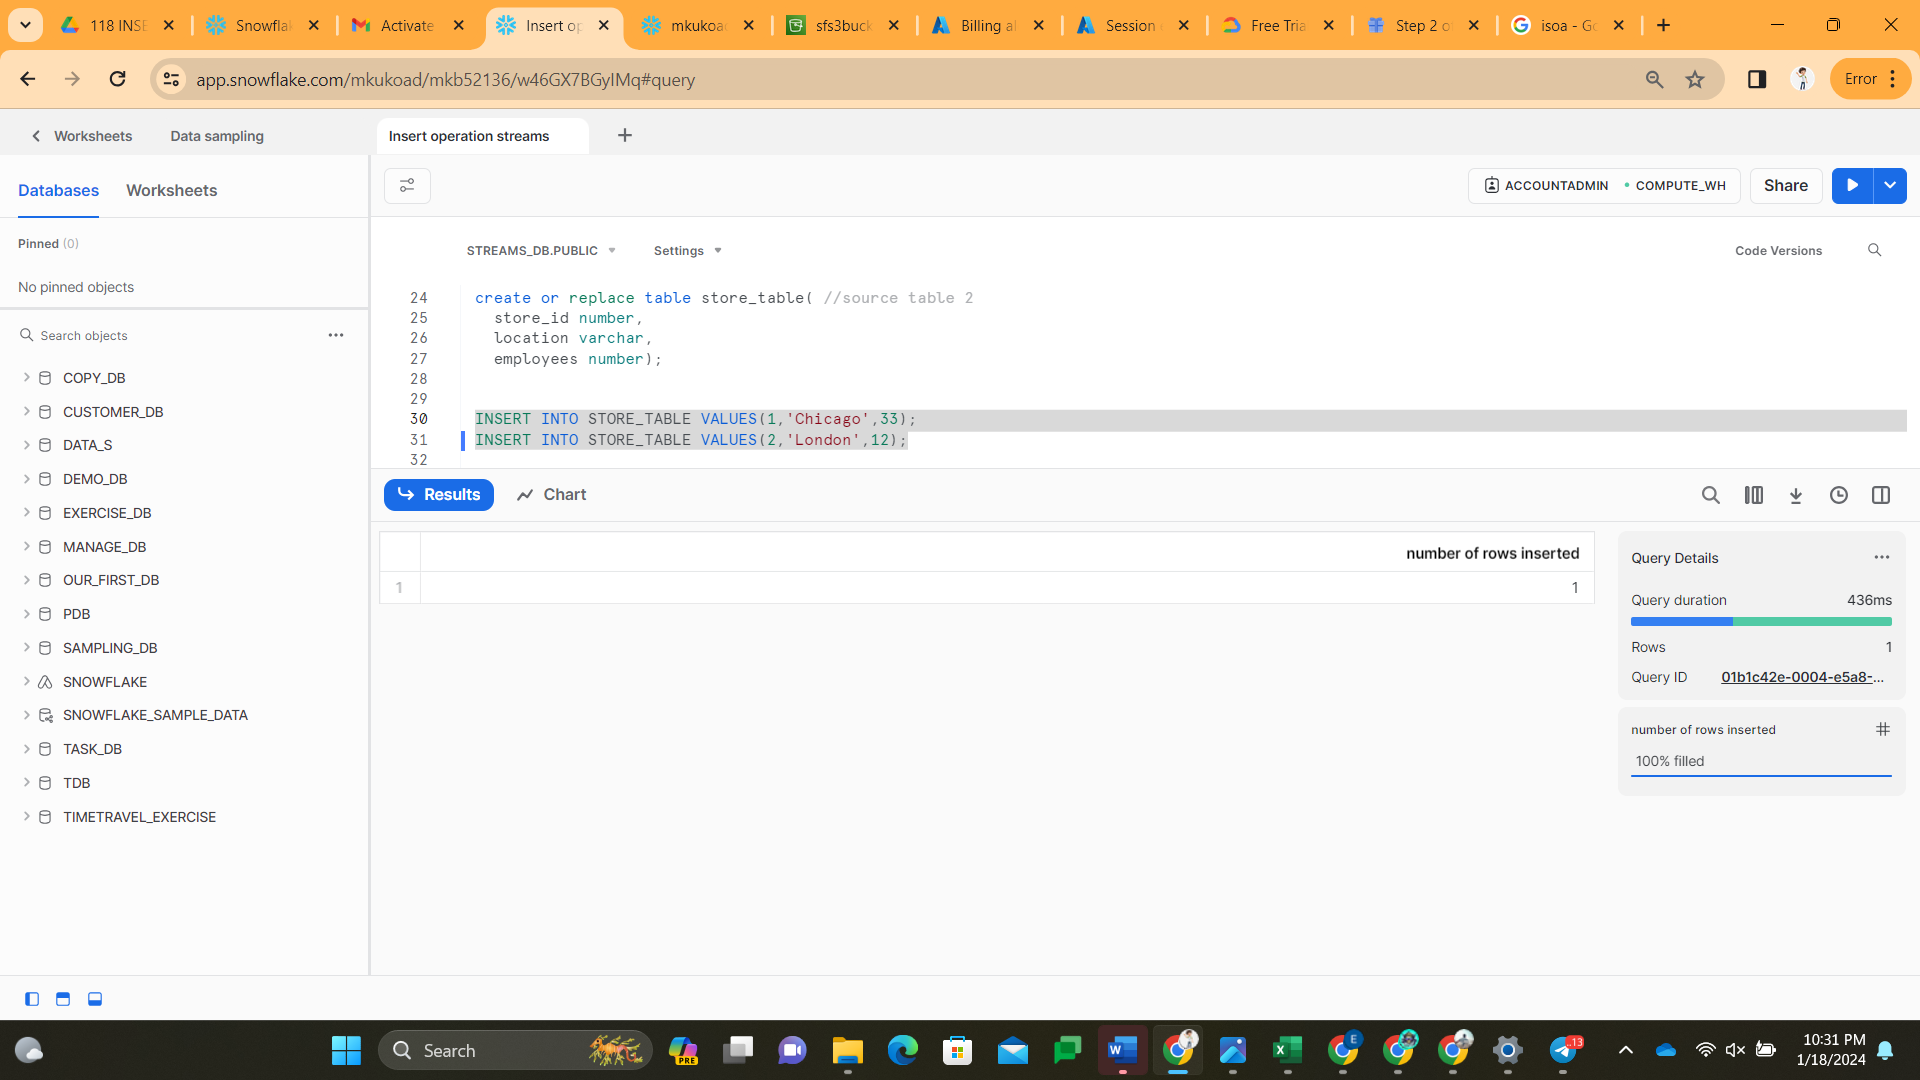 118 INSE
Snowflak
Activate
Insert op
mkukoad
sfs3buck
Billing al
Session
Free Tria
Step 2 o
isoa - Go
app.snowflake.com/mkukoad/mkb52136/w46GX7BGyIMq#query
Error
Worksheets
Data sampling
Insert operation streams
Databases
Worksheets
ACCOUNTADMIN
COMPUTE_WH
Share
Pinned (0)
No pinned objects
STREAMS_DB.PUBLIC
Settings
Code Versions
Search objects
24 create or replace table store_table( //source table 2
25 store_id number,
26 location varchar,
27 employees number);
28
29
30 INSERT INTO STORE_TABLE VALUES(1,'Chicago',33);
31 INSERT INTO STORE_TABLE VALUES(2,'London',12);
32
COPY_DB
CUSTOMER_DB
DATA_S
DEMO_DB
EXERCISE_DB
MANAGE_DB
OUR_FIRST_DB
PDB
SAMPLING_DB
SNOWFLAKE
SNOWFLAKE_SAMPLE_DATA
TASK_DB
TDB
TIMETRAVEL_EXERCISE
Results
Chart
number of rows inserted
1 1
Query Details
Query duration 436ms
Rows 1
Query ID 01b1c42e-0004-e5a8-...
number of rows inserted
100% filled
Search
PRE
E
..13
10:31 PM
1/18/2024